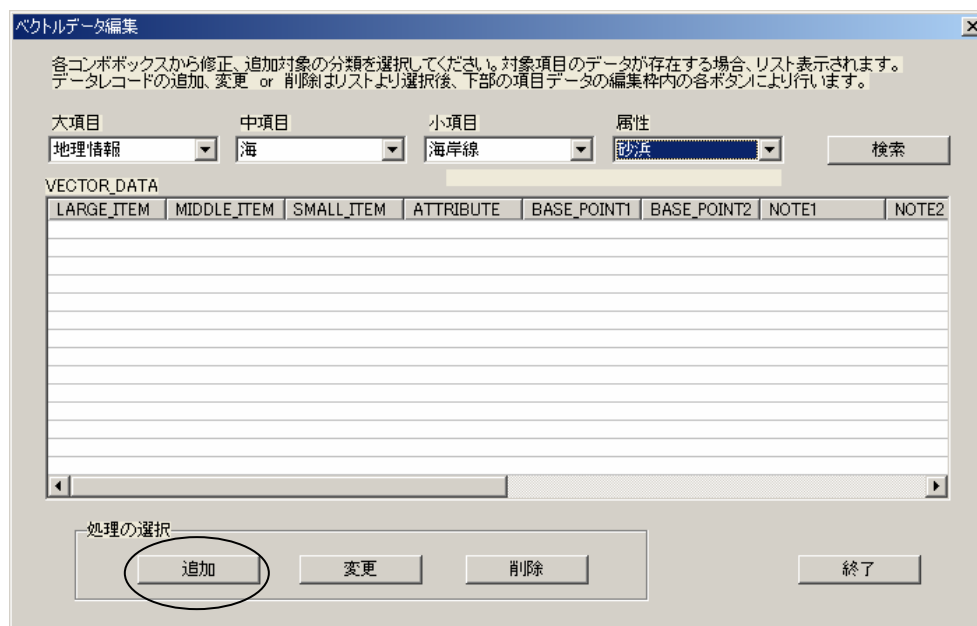 ベクトルデータ編集
各コンボボックスから修正、追加対象の分類を選択してください。対象項目のデータが存在する場合、リスト表示されます。
データレコードの追加、変更 or 削除はリストより選択後、下部の項目データの編集枠内の各ボタンにより行います。
大項目 中項目 小項目 属性
地理情報 海 海岸線 砂浜 検索
VECTOR_DATA
LARGE_ITEM MIDDLE_ITEM SMALL_ITEM ATTRIBUTE BASE_POINT1 BASE_POINT2 NOTE1 NOTE2
処理の選択
追加 変更 削除 終了